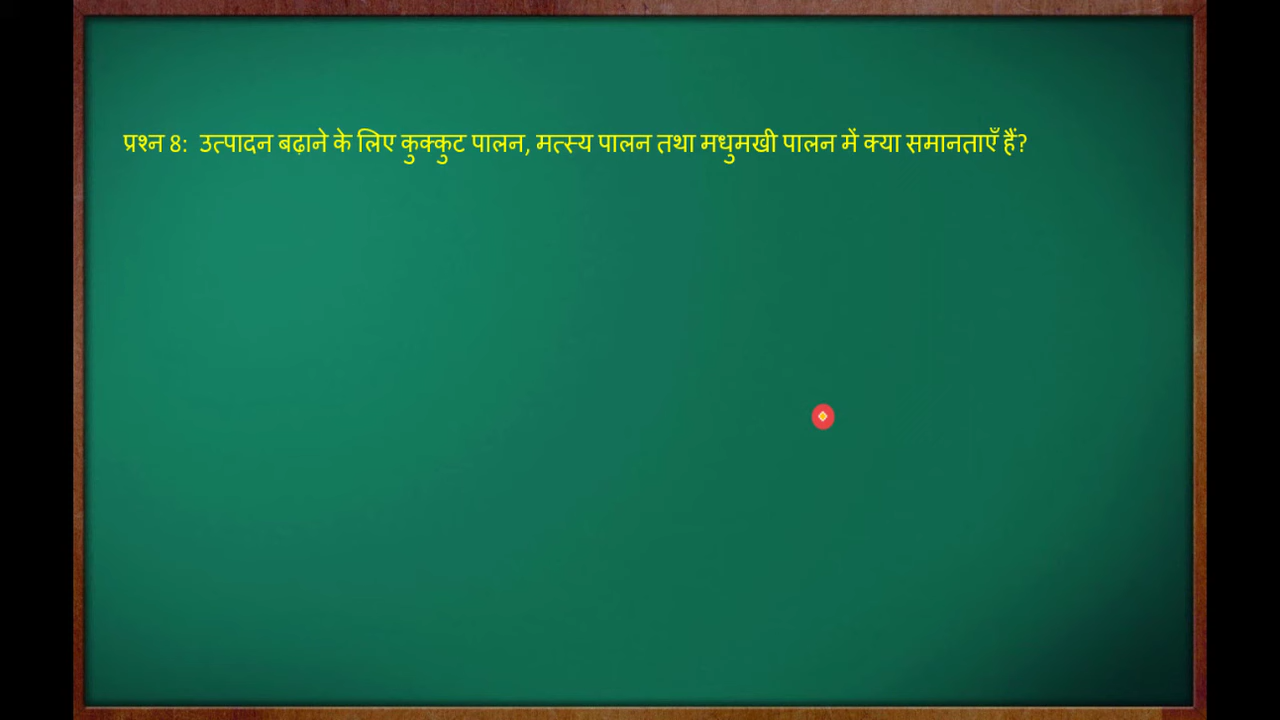 प्रश्न 8: उत्पादन बढ़ाने के लिए कुक्कुट पालन, मत्स्य पालन तथा मधुमखी पालन में क्या समानताएँ हैं?